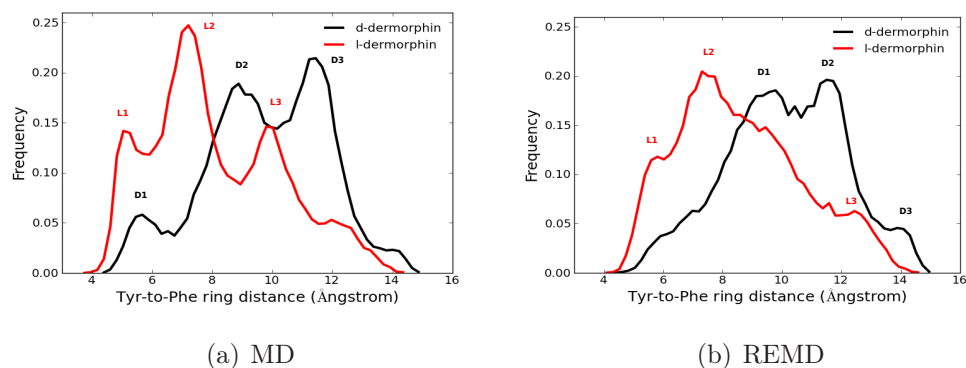 0.25
0.20
0.15
0.10
0.05
0.00
Frequency
L1
L2
L3
D1
D2
D3
d-dermorphin
l-dermorphin
4 6 8 10 12 14 16
Tyr-to-Phe ring distance (Ångstrom)
(a) MD
0.25
0.20
0.15
0.10
0.05
0.00
Frequency
L1
L2
D1
D2
L3
D3
d-dermorphin
l-dermorphin
4 6 8 10 12 14 16
Tyr-to-Phe ring distance (Ångstrom)
(b) REMD